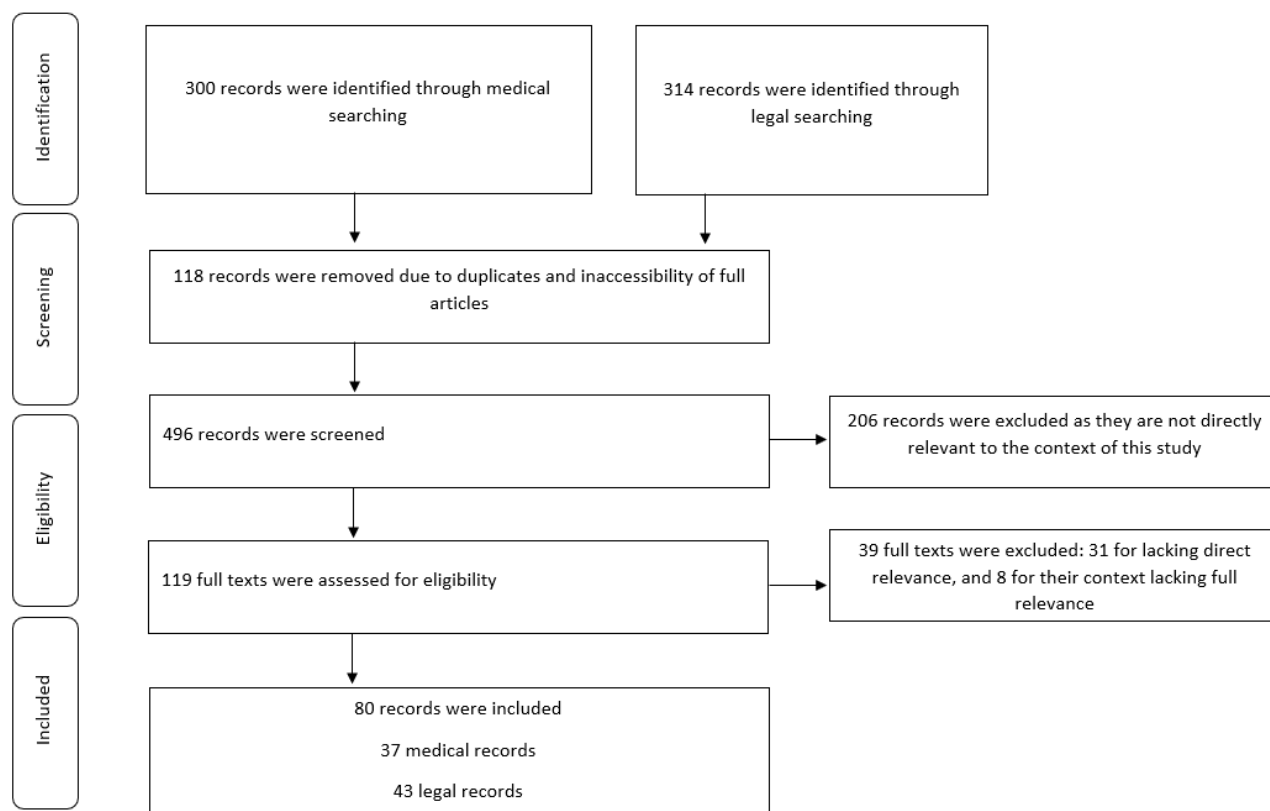 Identification
300 records were identified through medical
searching
314 records were identified through
legal searching
Screening
118 records were removed due to duplicates and inaccessibility of full
articles
Eligibility
496 records were screened
206 records were excluded as they are not directly
relevant to the context of this study
119 full texts were assessed for eligibility
39 full texts were excluded: 31 for lacking direct
relevance, and 8 for their context lacking full
relevance
Included
80 records were included
37 medical records
43 legal records